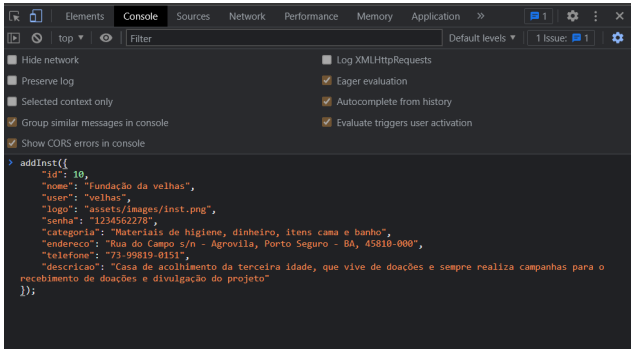 Elements Console Sources Network Performance Memory Application » 1
top ▼ Filter Default levels ▼ 1 Issue: 1
Hide network Log XMLHttpRequests
Preserve log Eager evaluation
Selected context only Autocomplete from history
Group similar messages in console Evaluate triggers user activation
Show CORS errors in console
> addInst({
"id": 10,
"nome": "Fundação da velhas",
"user": "velhas",
"logo": "assets/images/inst.png",
"senha": "1234562278",
"categoria": "Materiais de higiene, dinheiro, itens cama e banho",
"endereco": "Rua do Campo s/n - Agrovila, Porto Seguro - BA, 45810-000",
"telefone": "73-99819-0151",
"descricao": "Casa de acolhimento da terceira idade, que vive de doações e sempre realiza campanhas para o
recebimento de doações e divulgação do projeto"
});